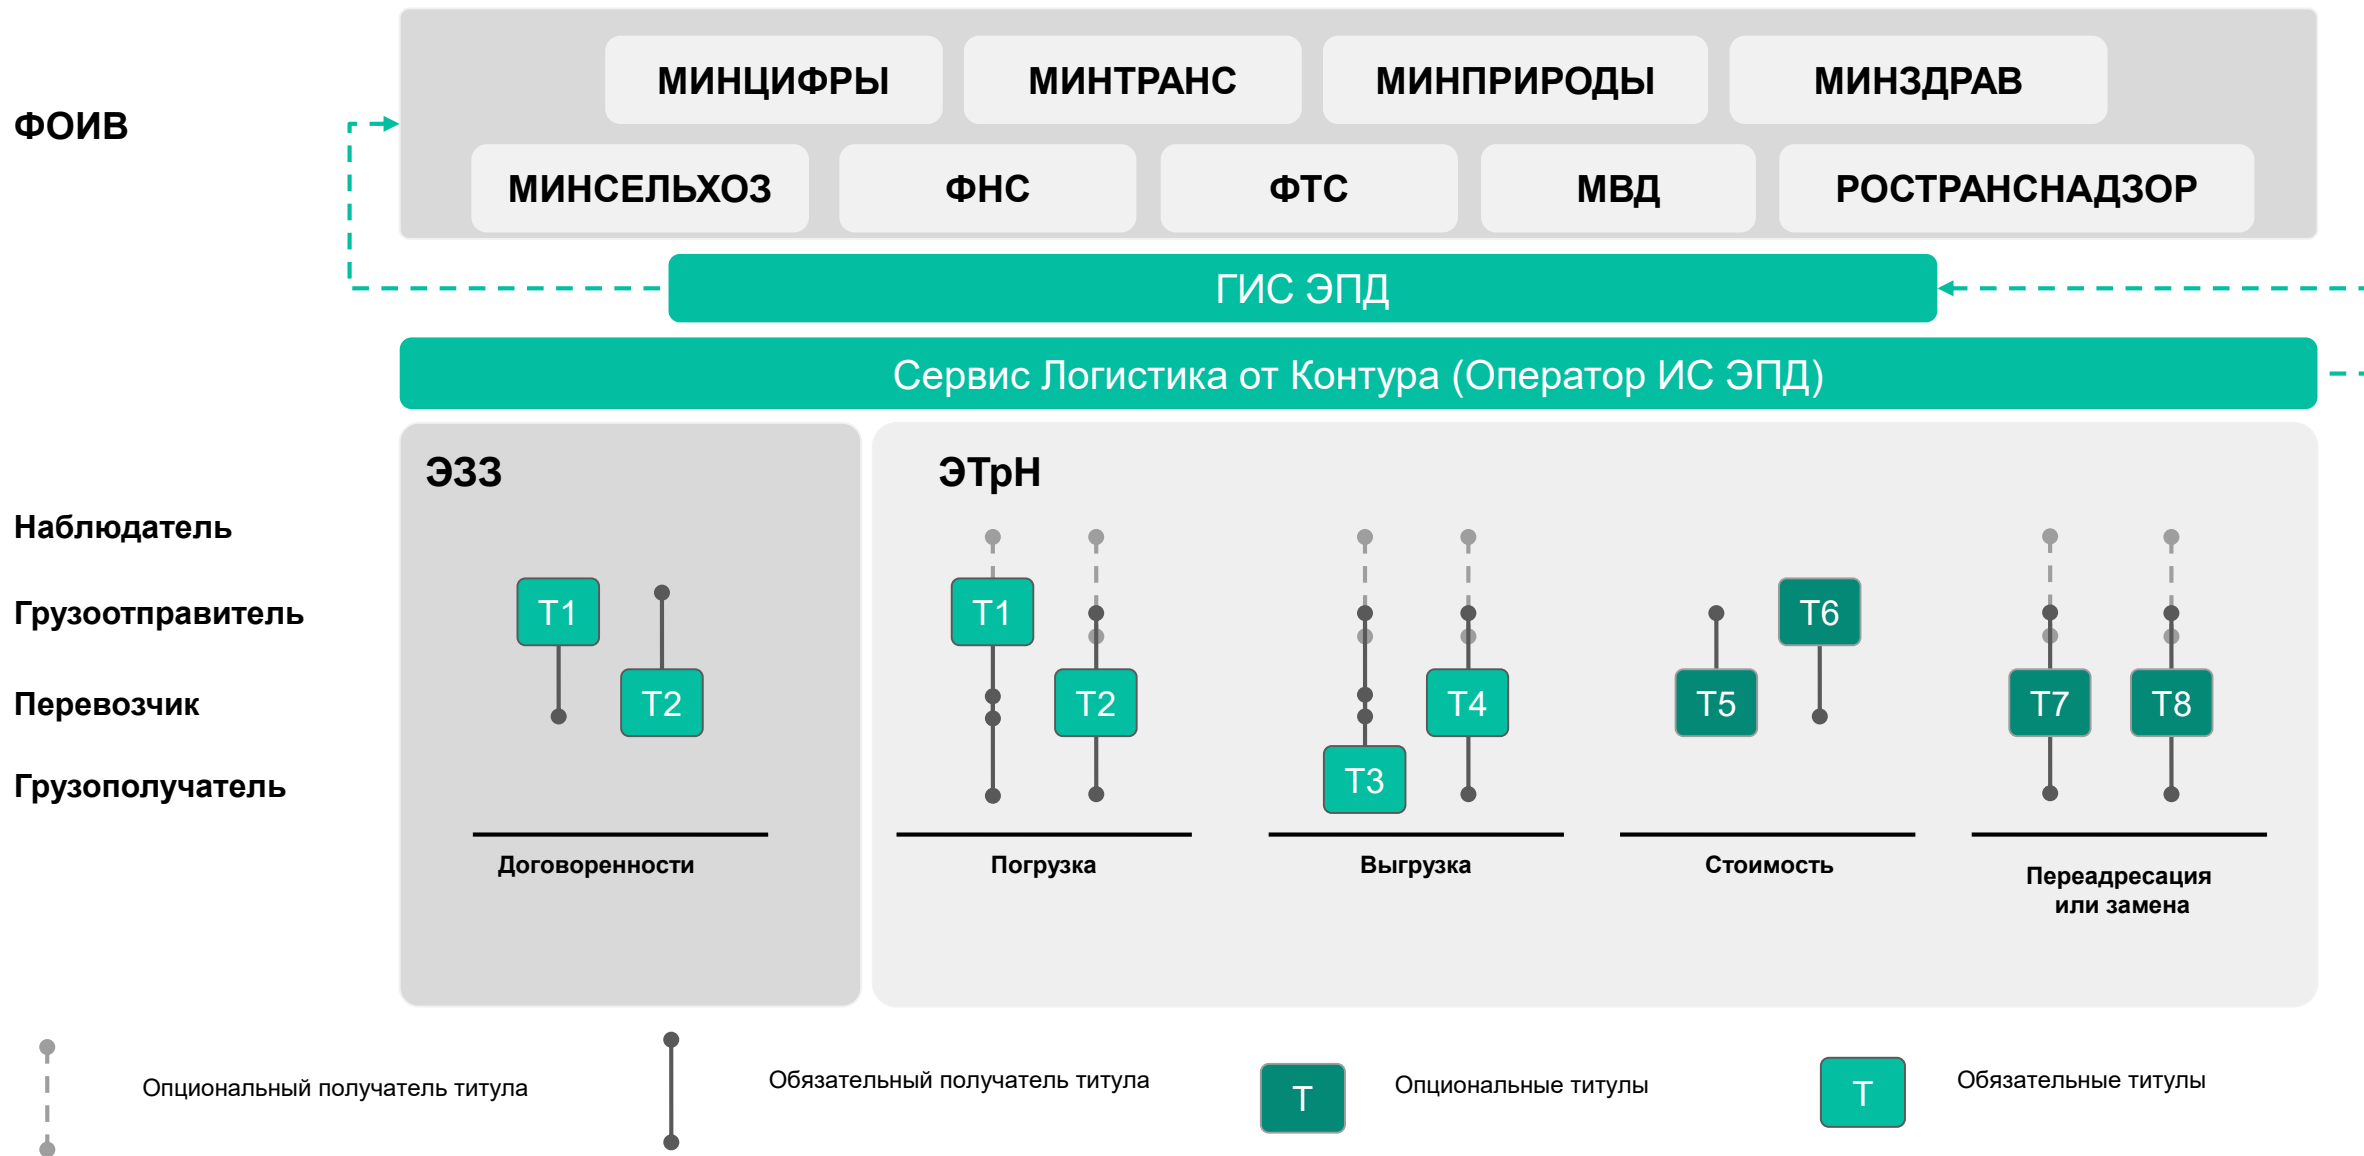 МИНЦИФРЫ
МИНТРАНС
МИНПРИРОДЫ
МИНЗДРАВ
ФОИВ
МИНСЕЛЬХОЗ
ФНС
ФТС
МВД
РОСТРАНСНАДЗОР
ГИС ЭПД
Сервис Логистика от Контура (Оператор ИС ЭПД)
ЭЗЗ
ЭТрН
Наблюдатель
Грузоотправитель
Перевозчик
Грузополучатель
Т1
Т2
Т1
Т2
Т3
Т4
Т5
Т6
Т7
Т8
Договоренности
Погрузка
Выгрузка
Стоимость
Переадресация
или замена
Опциональный получатель титула
Обязательный получатель титула
Т
Опциональные титулы
Т
Обязательные титулы